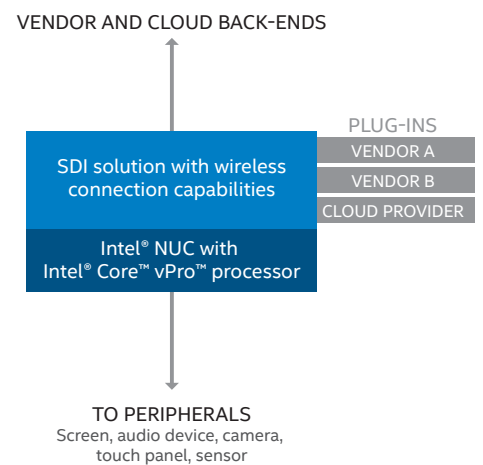 VENDOR AND CLOUD BACK-ENDS
PLUG-INS
VENDOR A
VENDOR B
CLOUD PROVIDER
SDI solution with wireless
connection capabilities
Intel® NUC with
Intel® Core™ vPro™ processor
TO PERIPHERALS
Screen, audio device, camera,
touch panel, sensor